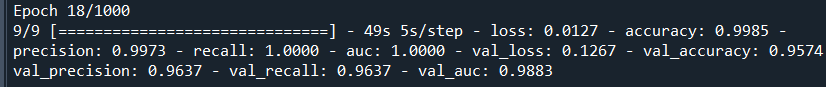 Epoch 18/1000
9/9 [==============================] - 49s 5s/step - loss: 0.0127 - accuracy: 0.9985 -
precision: 0.9973 - recall: 1.0000 - auc: 1.0000 - val_loss: 0.1267 - val_accuracy: 0.9574
val_precision: 0.9637 - val_recall: 0.9637 - val_auc: 0.9883